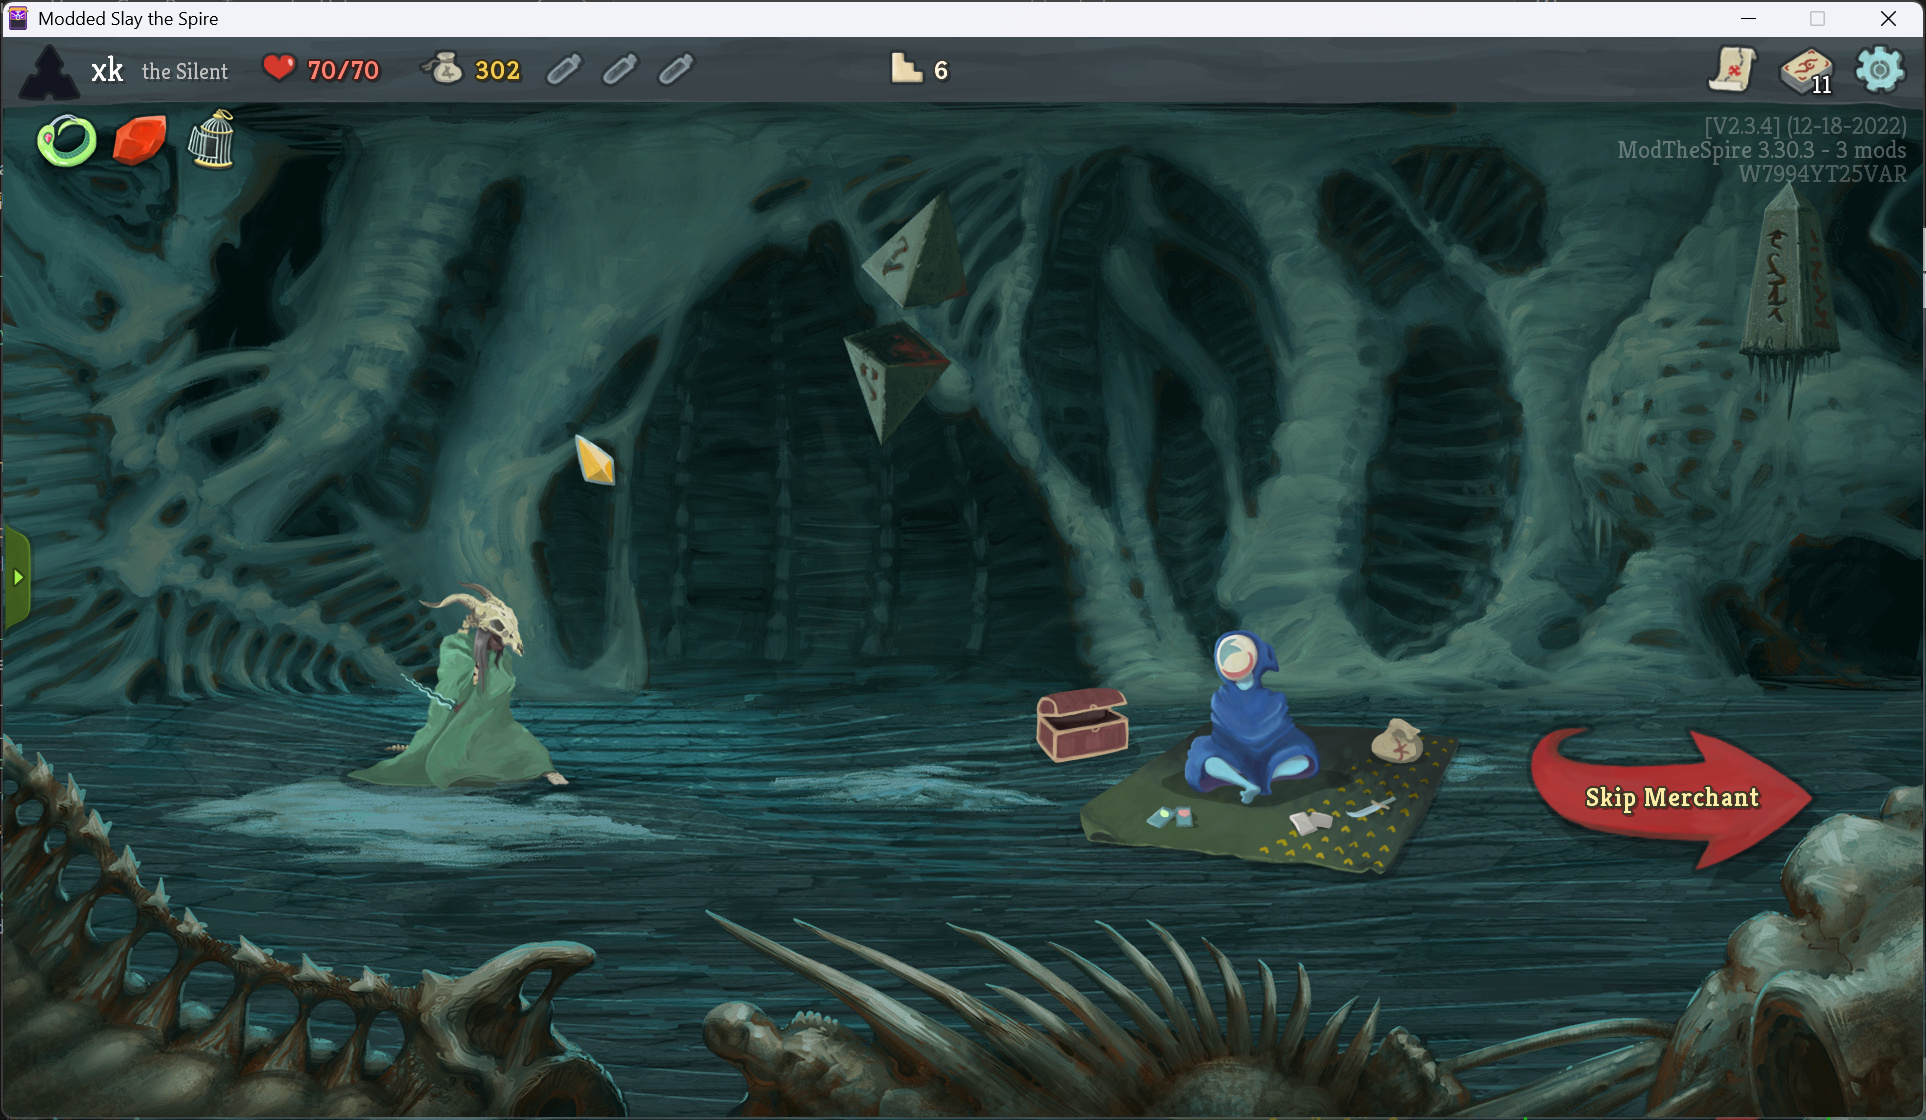 Modded Slay the Spire
xk the Silent 70/70 302 6 11
[V2.3.4] (12-18-2022)
ModTheSpire 3.30.3 - 3 mods
W7994YT25VAR
Skip Merchant